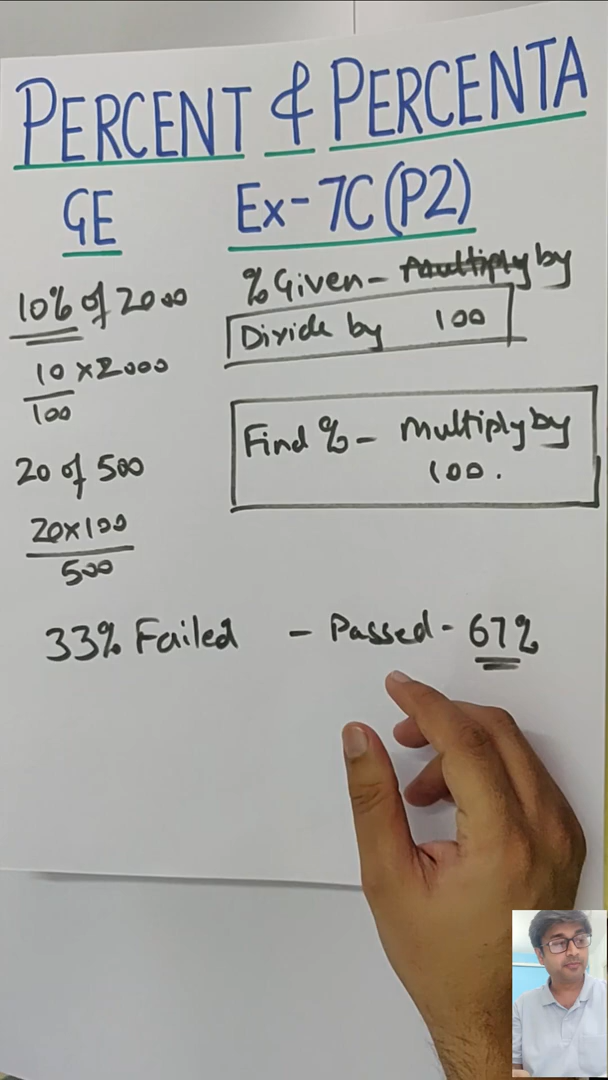 PERCENT & PERCENTA
GE Ex-7C(P2)
10% of 2000
10 × 2000
100
20 of 500
20×100
500
% Given - Multiply by
Divide by 100
Find % - Multiply by
100.
33% Failed - Passed - 67%